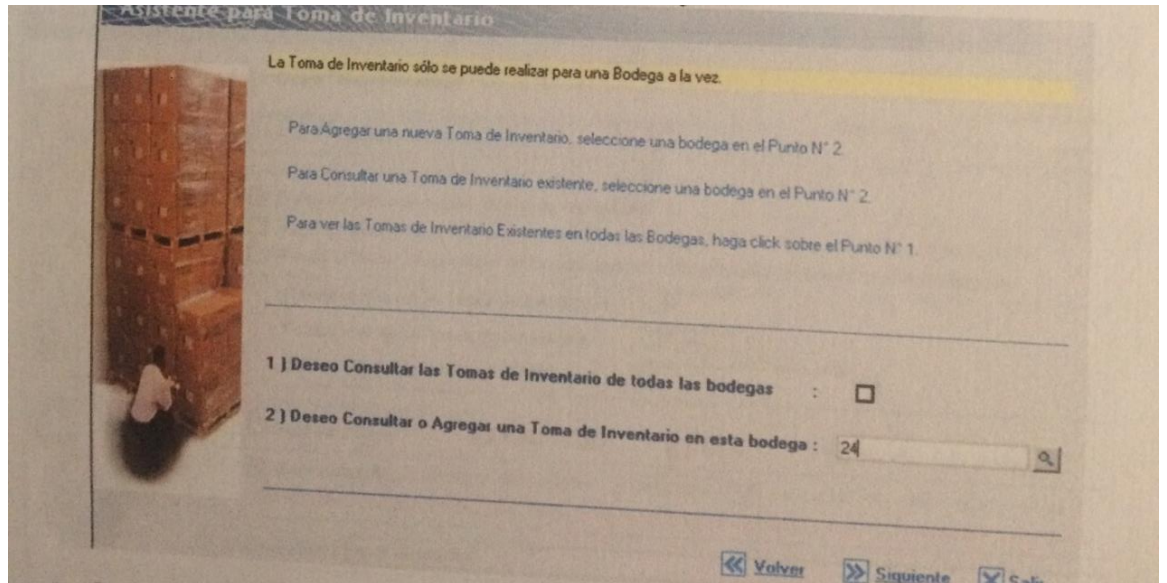 Asistente para Toma de Inventario
La Toma de Inventario sólo se puede realizar para una Bodega a la vez.
Para Agregar una nueva Toma de Inventario, seleccione una bodega en el Punto N° 2.
Para Consultar una Toma de Inventario existente, seleccione una bodega en el Punto N° 2.
Para ver las Tomas de Inventario Existentes en todas las Bodegas, haga click sobre el Punto N° 1.
1 ) Deseo Consultar las Tomas de Inventario de todas las bodegas :
2 ) Deseo Consultar o Agregar una Toma de Inventario en esta bodega : 24
Volver Siguiente